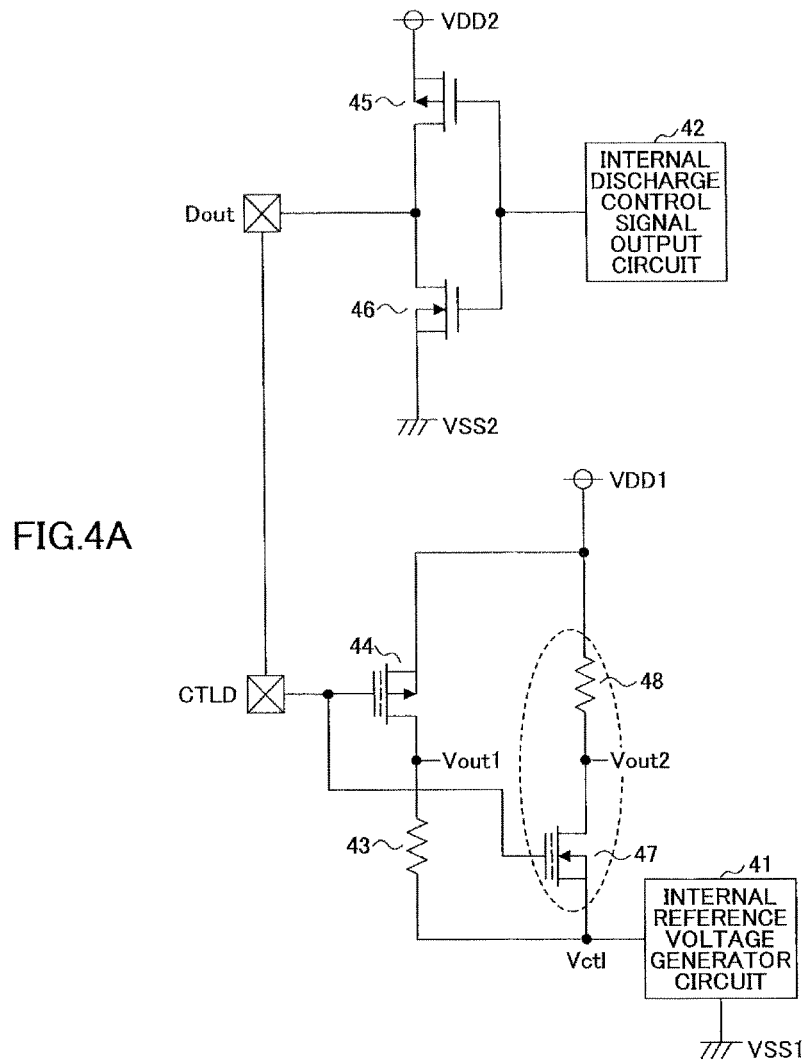 VDD2
45
42
INTERNAL
DISCHARGE
CONTROL
SIGNAL
OUTPUT
CIRCUIT
Dout
46
VSS2
VDD1
FIG.4A
44
48
CTLD
Vout1
Vout2
43
47
41
INTERNAL
REFERENCE
VOLTAGE
GENERATOR
CIRCUIT
Vctl
VSS1